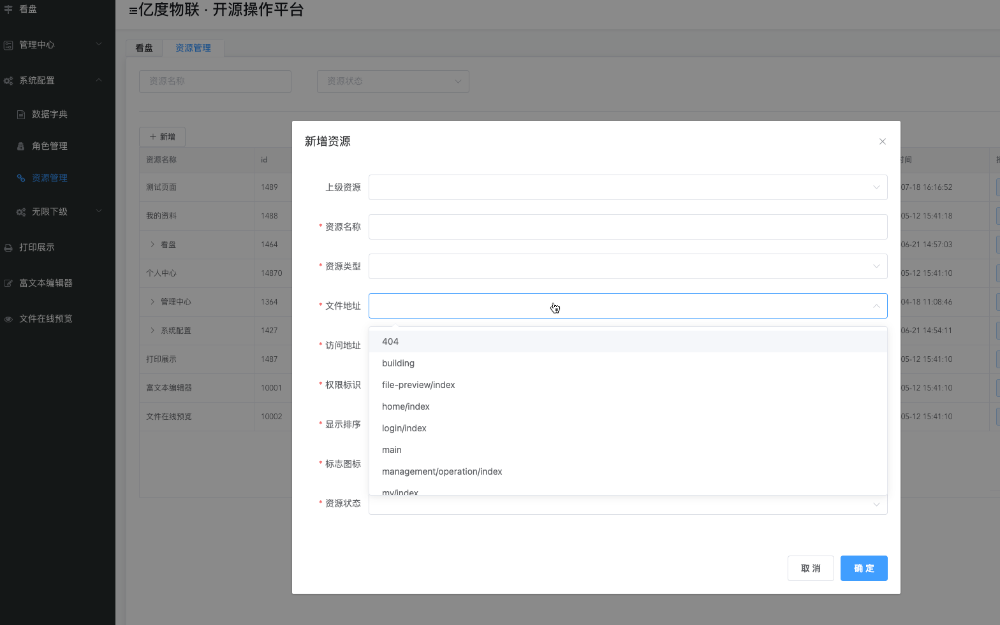 看盘
亿度物联 · 开源操作平台
管理中心
看盘
资源管理
系统配置
资源名称
资源状态
数据字典
角色管理
资源管理
无限下级
打印展示
富文本编辑器
文件在线预览
新增
资源名称 id 时间
测试页面 1489 07-18 16:16:52
我的资料 1488 05-12 15:41:18
看盘 1464 06-21 14:57:03
个人中心 14870 05-12 15:41:10
管理中心 1364 04-18 11:08:46
系统配置 1427 06-21 14:54:11
打印展示 1487 05-12 15:41:10
富文本编辑器 10001 05-12 15:41:10
文件在线预览 10002 05-12 15:41:10
新增资源
上级资源
* 资源名称
* 资源类型
* 文件地址
404
* 访问地址
building
* 权限标识
file-preview/index
home/index
* 显示排序
login/index
main
* 标志图标
management/operation/index
my/index
* 资源状态
取 消
确 定